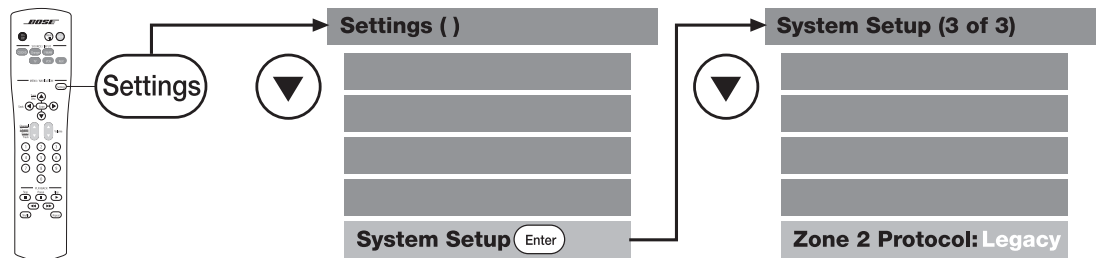 BOSE
Settings
Settings ( )
System Setup Enter
System Setup (3 of 3)
Zone 2 Protocol: Legacy